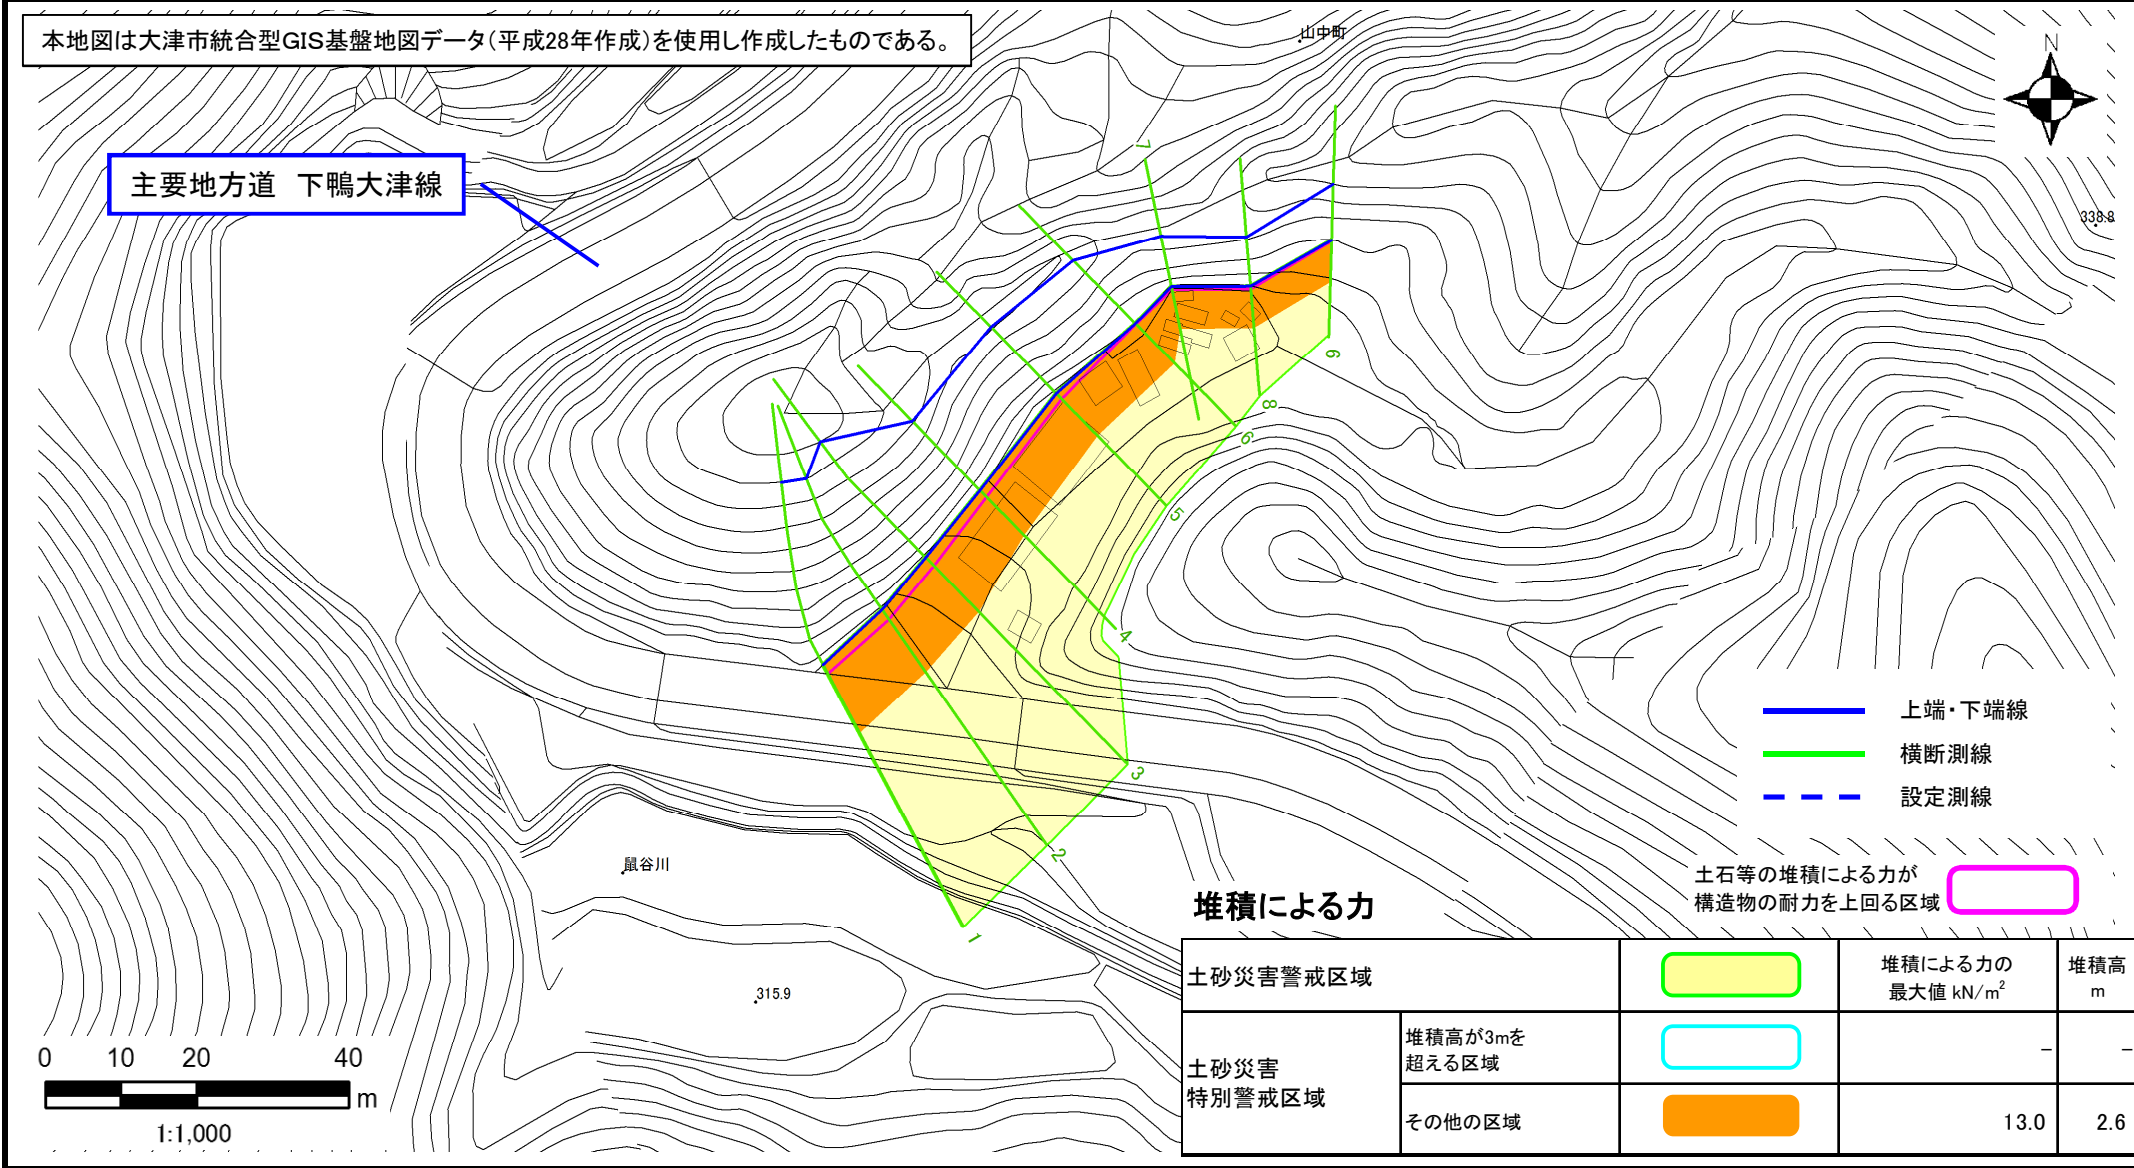 本地図は大津市統合型GIS基盤地図データ(平成28年作成)を使用し作成したものである。
山中町
N
主要地方道　下鴨大津線
338.8
7
9
8
6
5
4
3
2
1
上端・下端線
横断測線
設定測線
鼠谷川
土石等の堆積による力が
構造物の耐力を上回る区域
堆積による力
土砂災害警戒区域
堆積による力の
最大値 kN/m²
堆積高
m
315.9
土砂災害
特別警戒区域
堆積高が3mを
超える区域
－
－
その他の区域
13.0
2.6
0 10 20 40
m
1:1,000